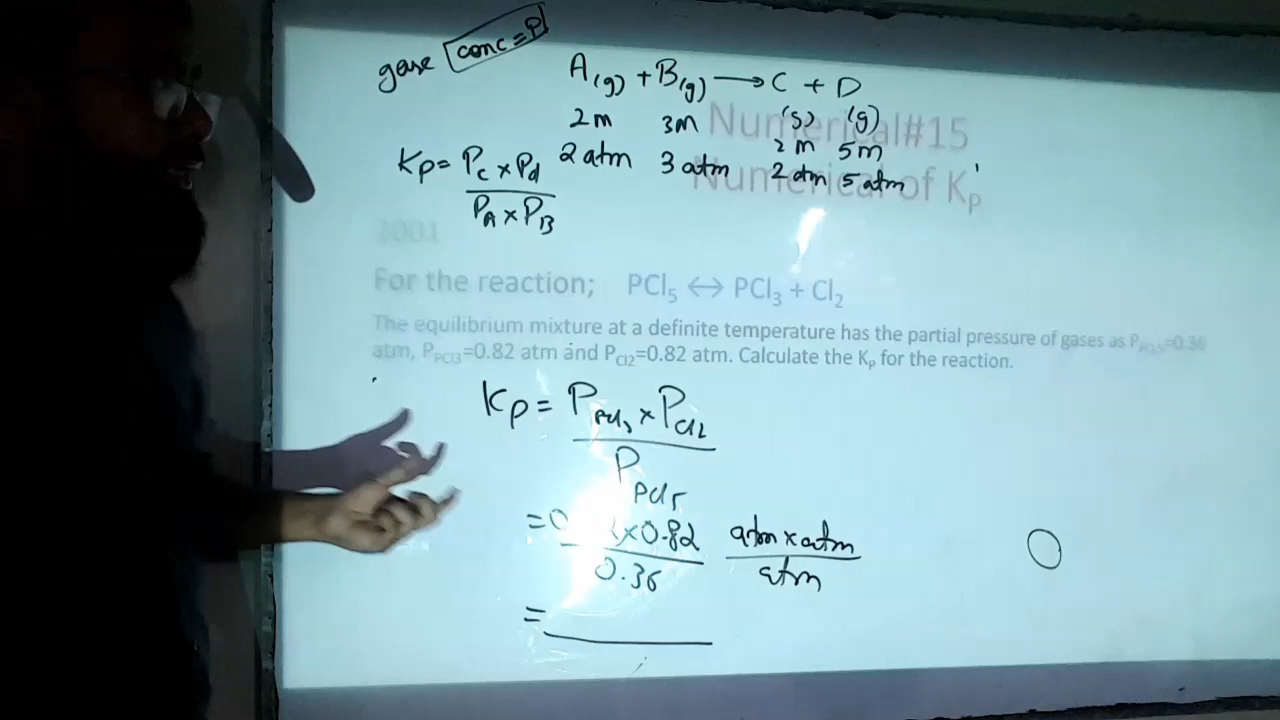 gase conc = P
A(g) + B(g) ⟶ C + D
Numerical#15
(s) (g)
2m 3m 2m 5m
Kp = Pc × Pd 2 atm 3 atm 2 atm 5 atm
PA × PB
Numerical of Kp
2001
For the reaction; PCl5 ↔ PCl3 + Cl2
The equilibrium mixture at a definite temperature has the partial pressure of gases as PPCl5=0.36
atm, PPCl3=0.82 atm and PCl2=0.82 atm. Calculate the Kp for the reaction.
Kp = PPCl3 × PCl2
PPCl5
= ×0.82 atm × atm
0.36 atm
=